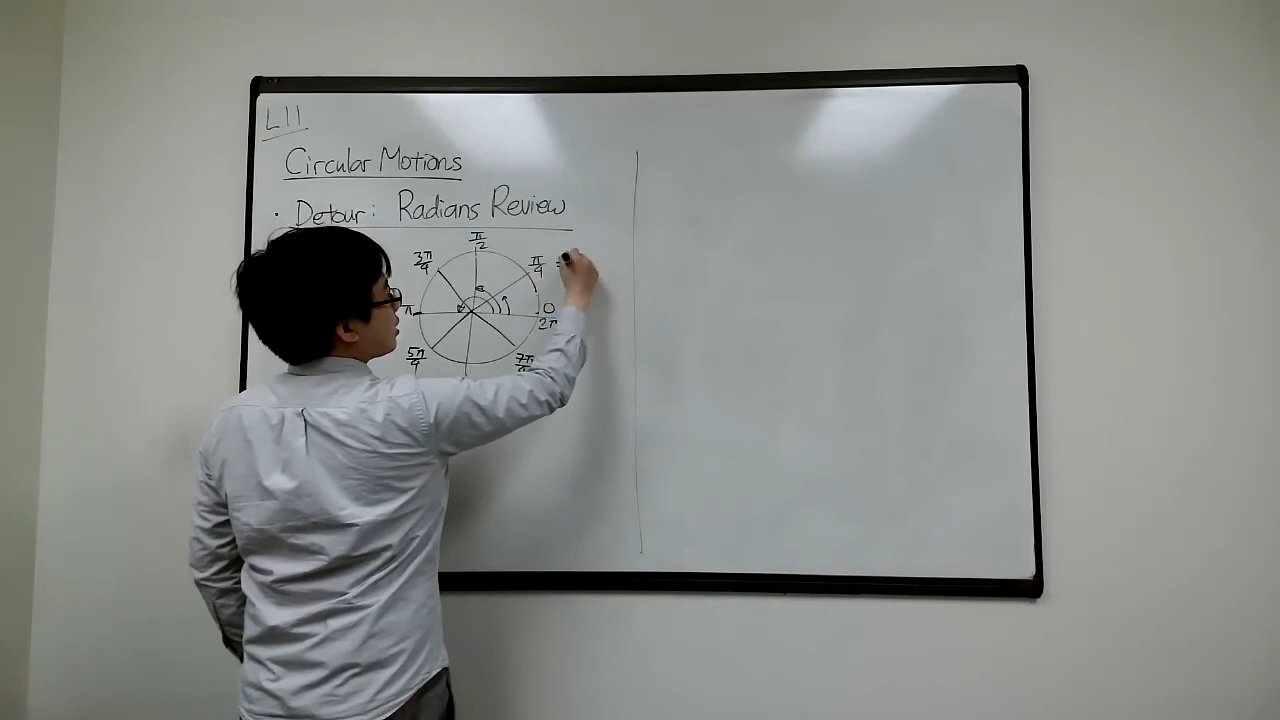 L11
Circular Motions
· Detour: Radians Review
π/2
3π/4 π/4 =
π 0
2π
5π/4 7π/4